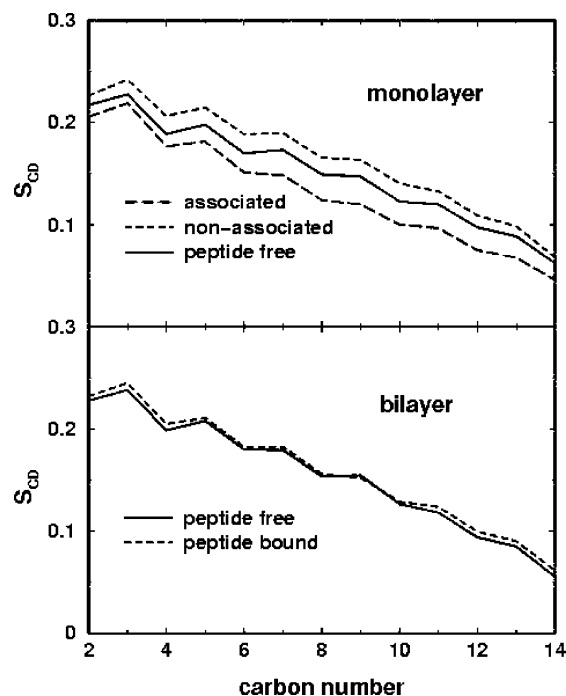 0.3
monolayer
0.2
S_CD
associated
non-associated
0.1
peptide free
0.3
bilayer
0.2
S_CD
peptide free
0.1
peptide bound
0
2 4 6 8 10 12 14
carbon number